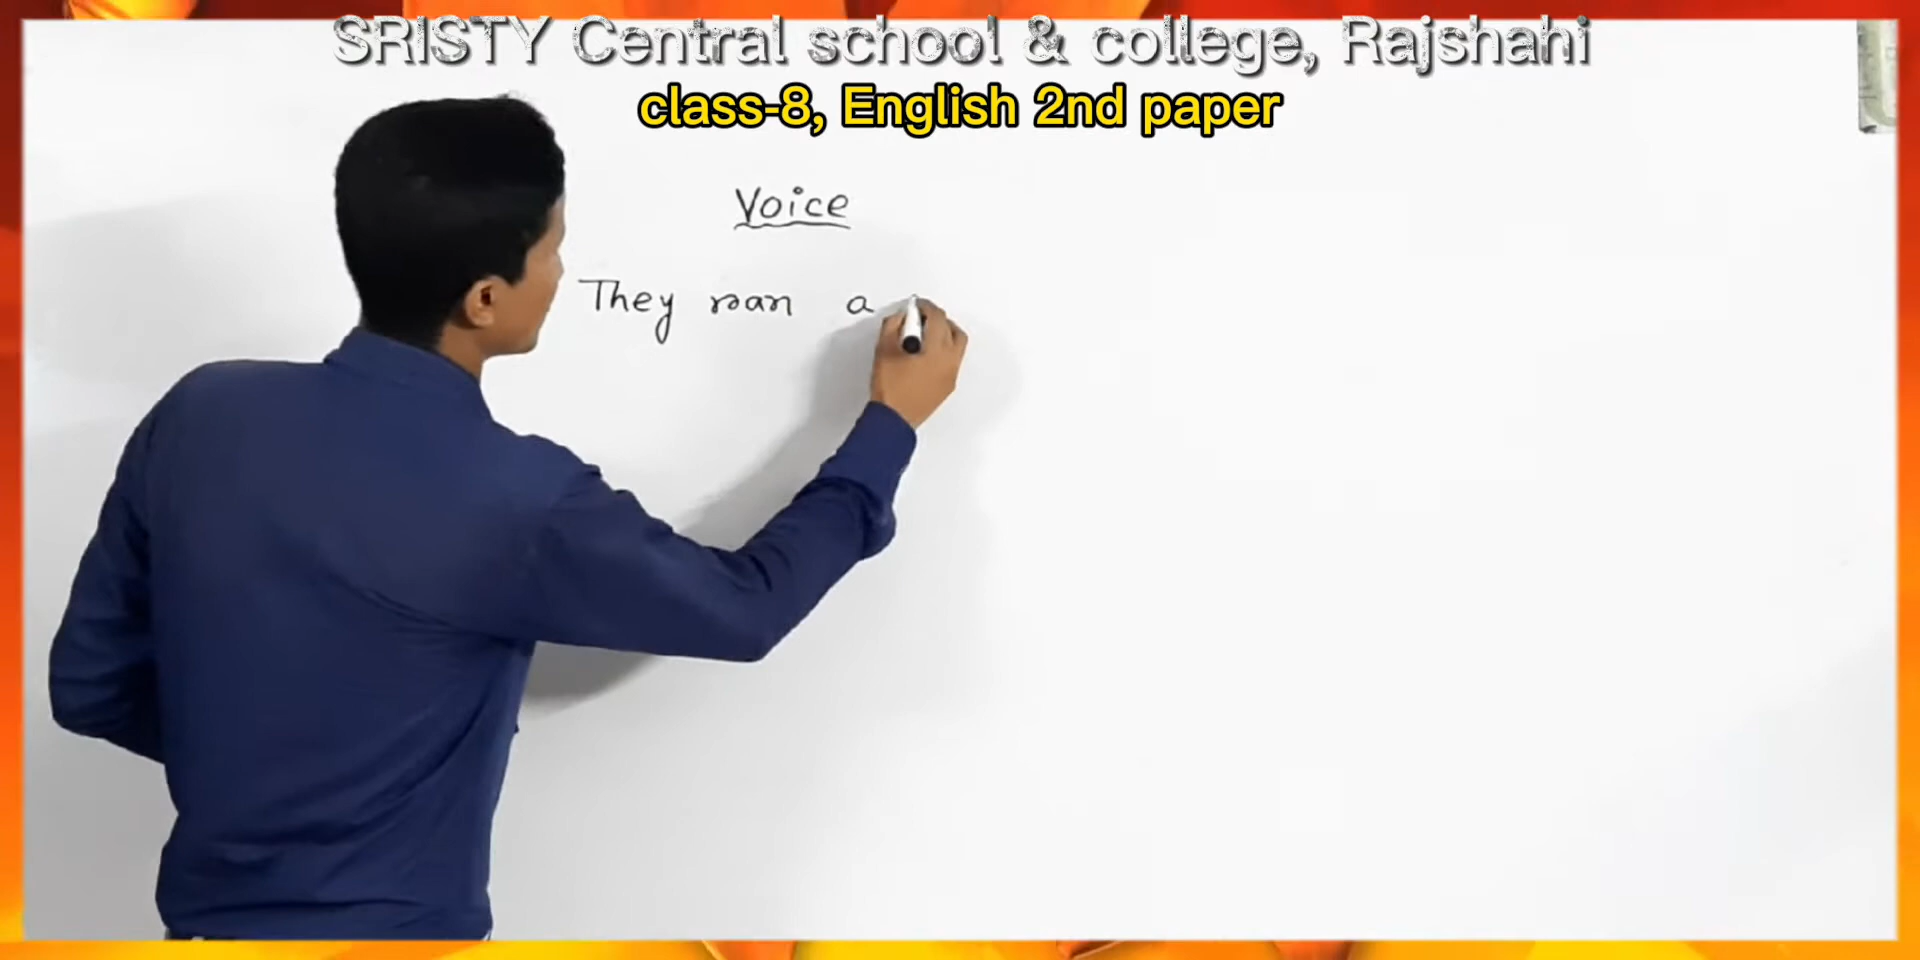 SRISTY Central school & college, Rajshahi
class-8, English 2nd paper
Voice
They ran a